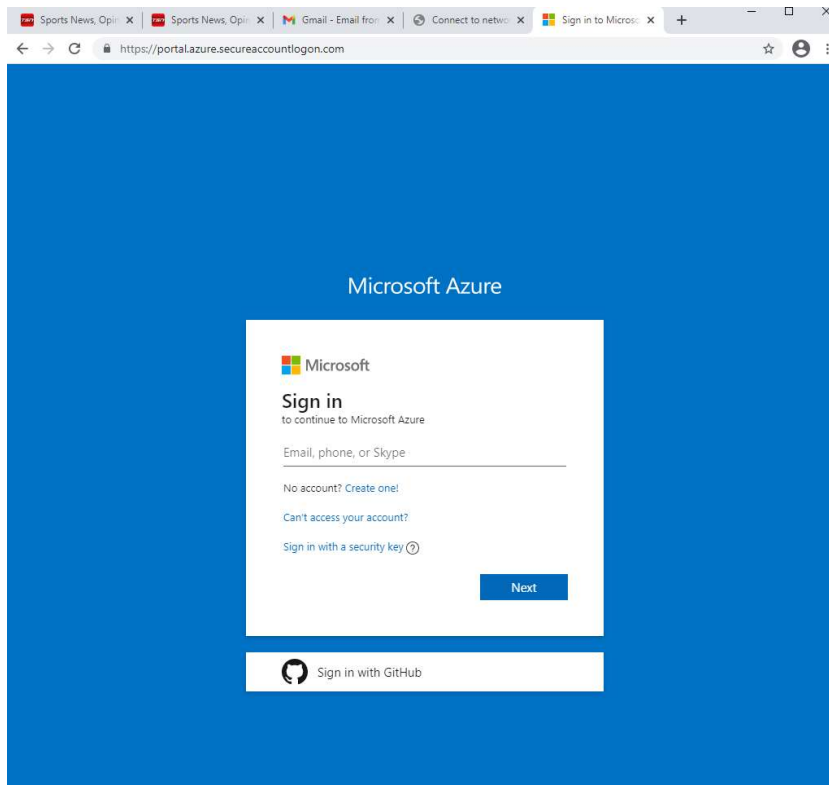 Sports News, Opi
Sports News, Opi
Gmail - Email fron
Connect to netwo
Sign in to Microso
https://portal.azure.secureaccountlogon.com
Microsoft Azure
Microsoft
Sign in
to continue to Microsoft Azure
Email, phone, or Skype
No account? Create one!
Can't access your account?
Sign in with a security key
Next
Sign in with GitHub